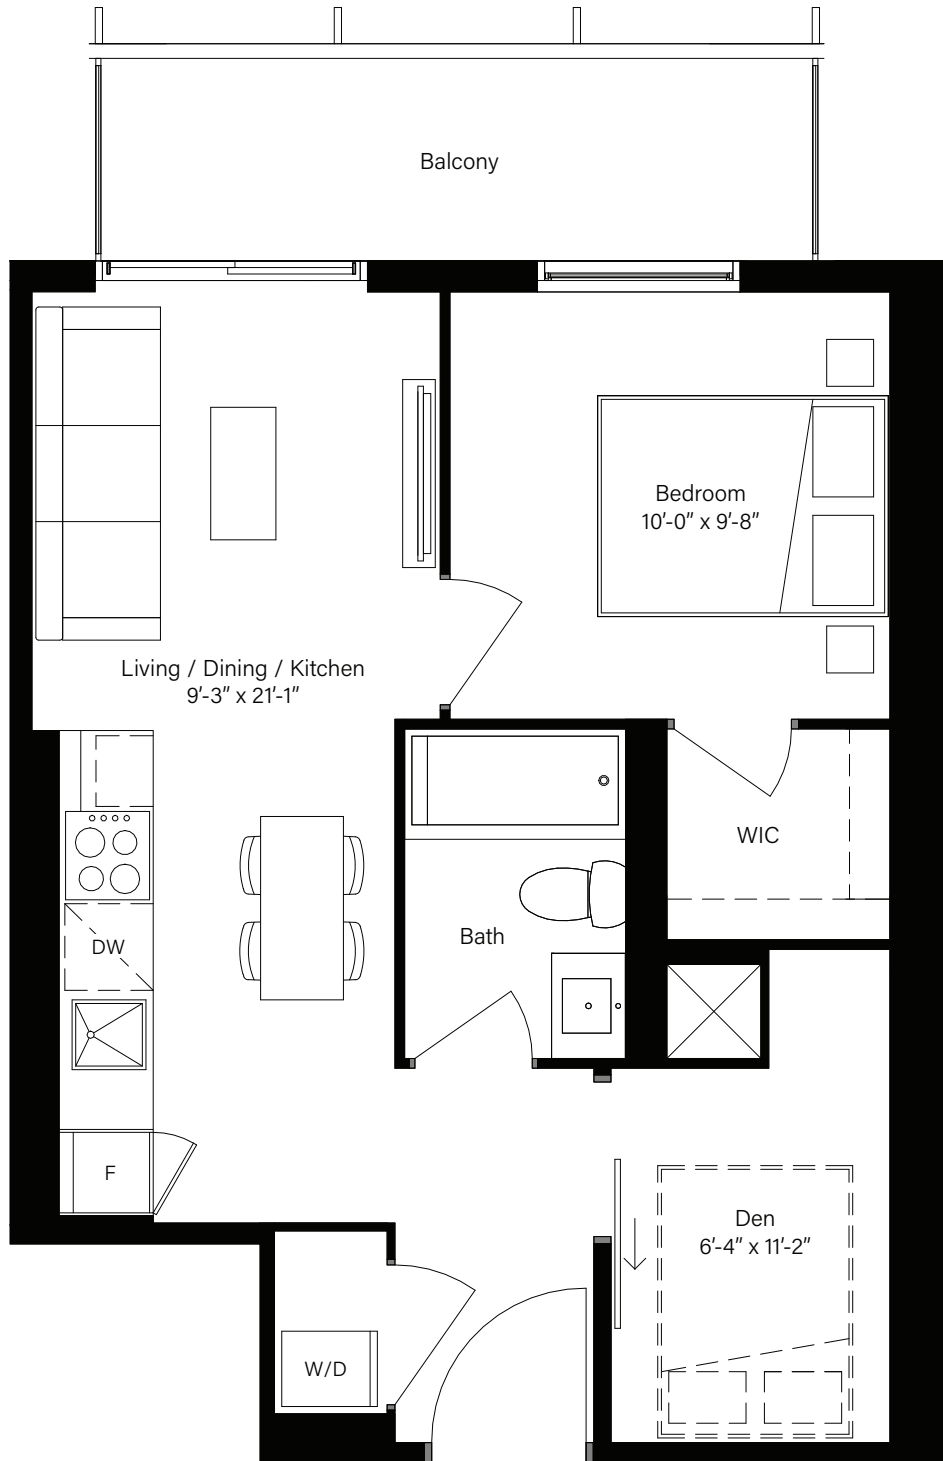 Balcony
Bedroom
10'-0" x 9'-8"
Living / Dining / Kitchen
9'-3" x 21'-1"
WIC
Bath
DW
F
Den
6'-4" x 11'-2"
W/D